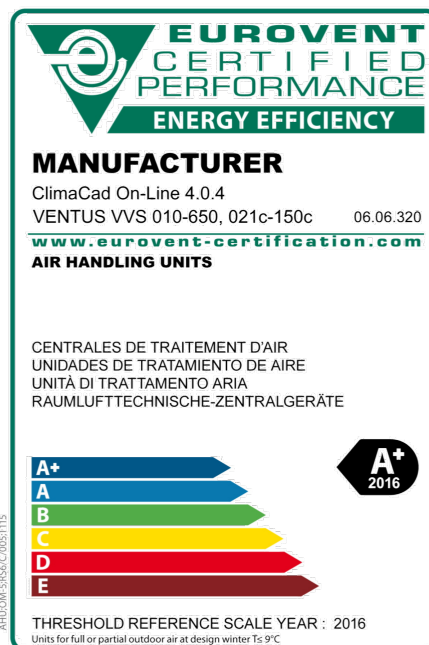 EUROVENT
CERTIFIED
PERFORMANCE
ENERGY EFFICIENCY
MANUFACTURER
ClimaCad On-Line 4.0.4
VENTUS VVS 010-650, 021c-150c 06.06.320
www.eurovent-certification.com
AIR HANDLING UNITS
CENTRALES DE TRAITEMENT D'AIR
UNIDADES DE TRATAMIENTO DE AIRE
UNITÀ DI TRATTAMENTO ARIA
RAUMLUFTTECHNISCHE-ZENTRALGERÄTE
A+
A
B
C
D
E
A+
2016
THRESHOLD REFERENCE SCALE YEAR : 2016
Units for full or partial outdoor air at design winter T≤ 9°C